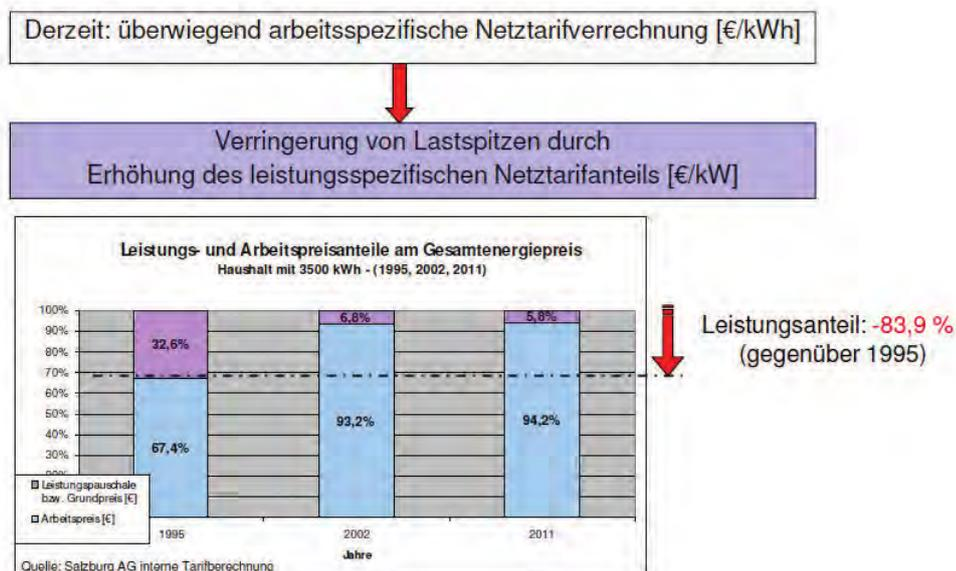 Derzeit: überwiegend arbeitsspezifische Netztarifverrechnung [€/kWh]
Verringerung von Lastspitzen durch
Erhöhung des leistungsspezifischen Netztarifanteils [€/kW]
Leistungs- und Arbeitspreisanteile am Gesamtenergiepreis
Haushalt mit 3500 kWh - (1995, 2002, 2011)
100%
90%
80%
70%
60%
50%
40%
30%
32,6%
67,4%
6,8%
93,2%
5,8%
94,2%
Leistungspauschale
bzw. Grundpreis [€]
Arbeitspreis [€]
1995
2002
2011
Jahre
Quelle: Salzburg AG interne Tarifberechnung
Leistungsanteil: -83,9 %
(gegenüber 1995)